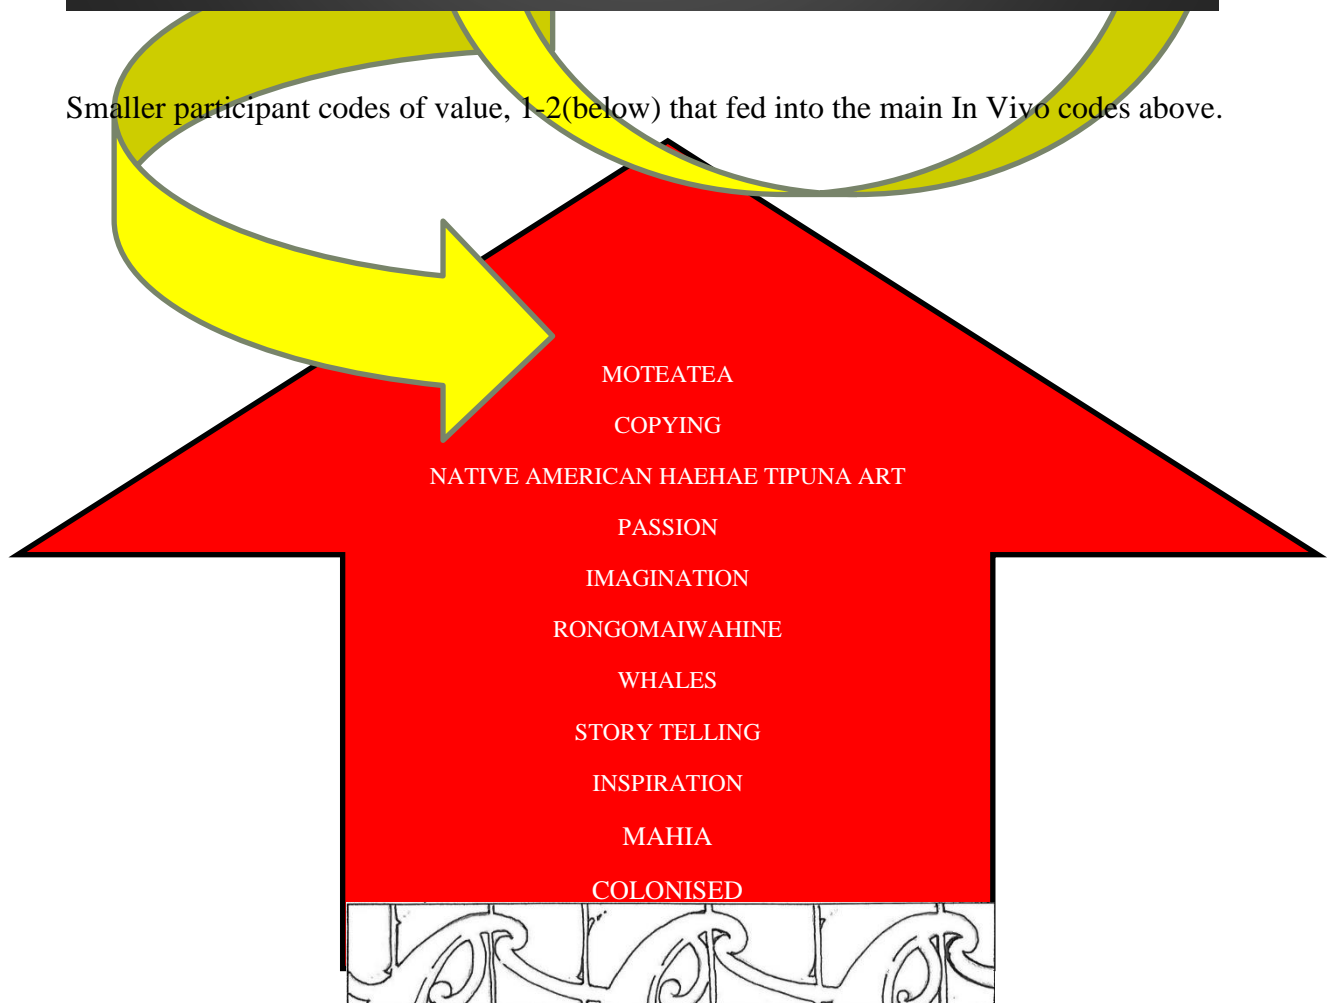 Smaller participant codes of value, 1-2(below) that fed into the main In Vivo codes above.
MOTEATEA
COPYING
NATIVE AMERICAN HAEHAE TIPUNA ART
PASSION
IMAGINATION
RONGOMAIWAHINE
WHALES
STORY TELLING
INSPIRATION
MAHIA
COLONISED